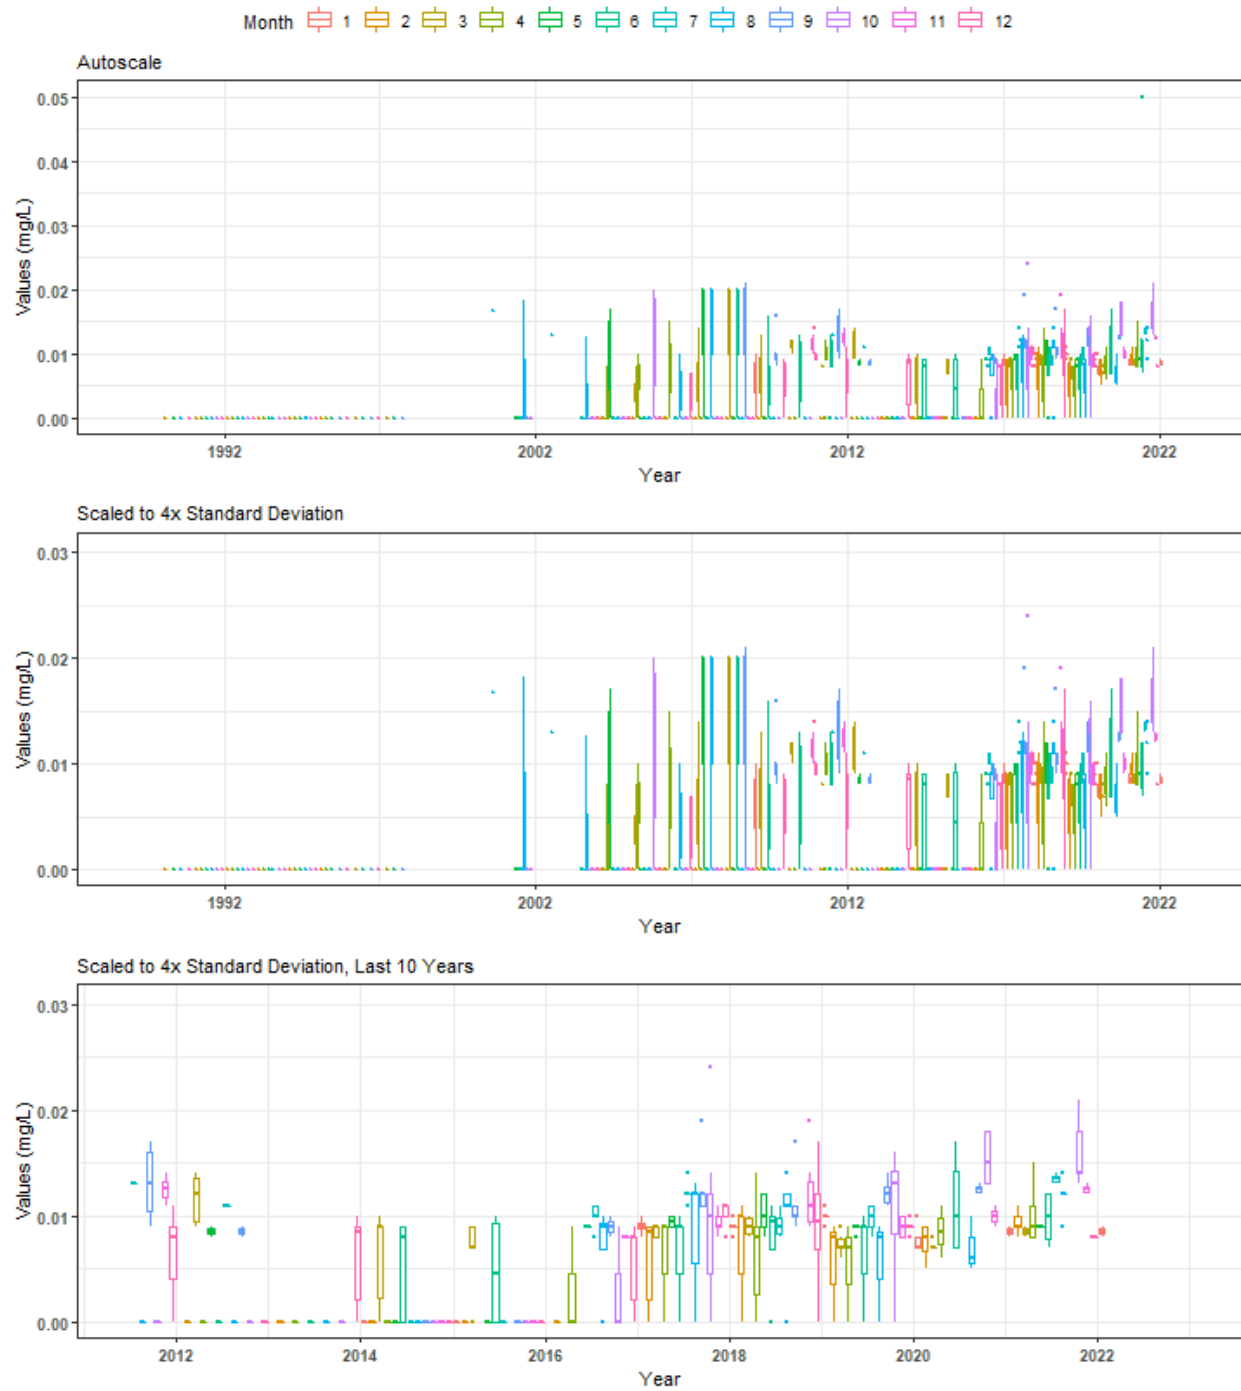 Month 1 2 3 4 5 6 7 8 9 10 11 12
Autoscale
0.05
0.04
0.03
0.02
0.01
0.00
Values (mg/L)
1992 2002 2012 2022
Year
Scaled to 4x Standard Deviation
0.03
0.02
0.01
0.00
Values (mg/L)
1992 2002 2012 2022
Year
Scaled to 4x Standard Deviation, Last 10 Years
0.03
0.02
0.01
0.00
Values (mg/L)
2012 2014 2016 2018 2020 2022
Year